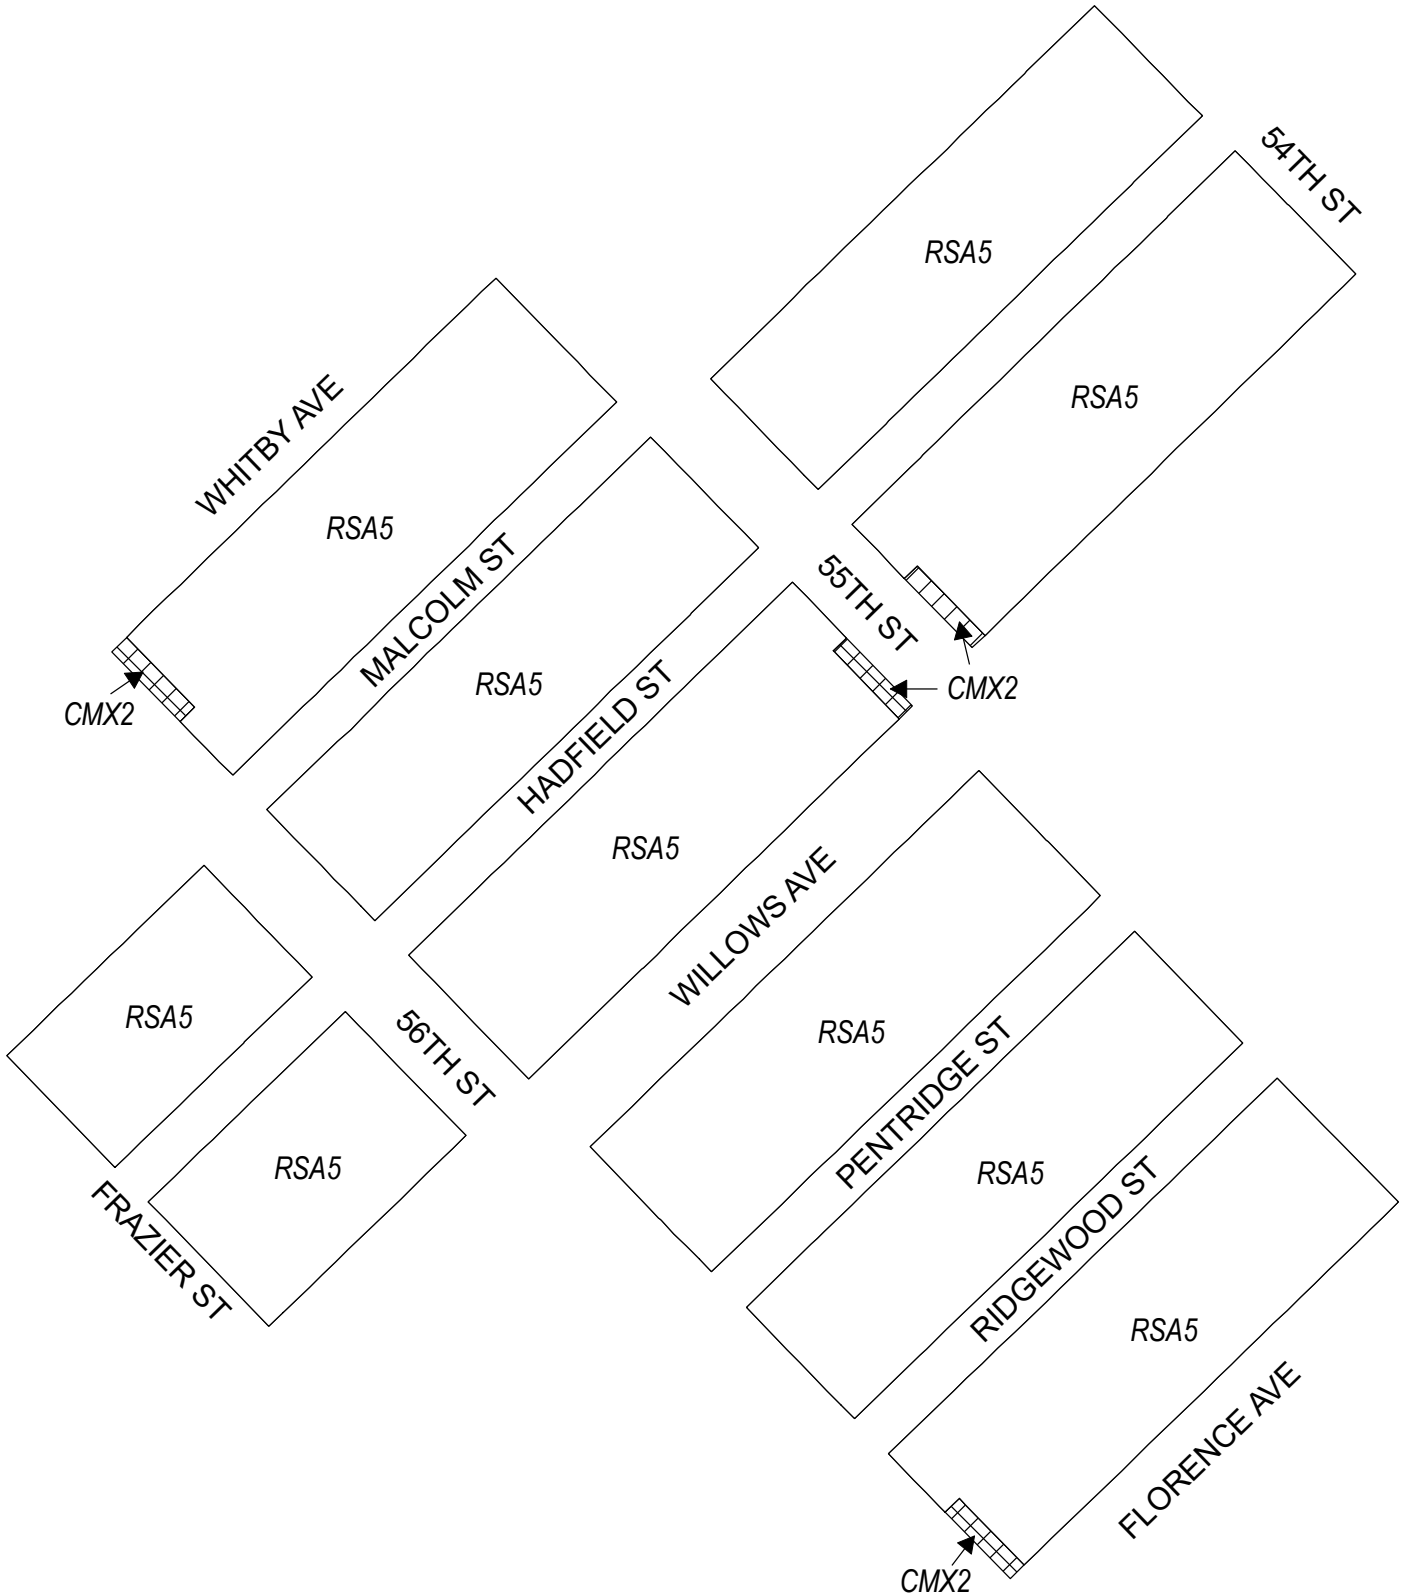 54TH ST
RSA5
WHITBY AVE
RSA5
RSA5
MALCOLM ST
55TH ST
RSA5
HADFIELD ST
CMX2
CMX2
RSA5
WILLOWS AVE
RSA5
56TH ST
RSA5
PENTRIDGE ST
RSA5
FRAZIER ST
RSA5
RIDGEWOOD ST
RSA5
FLORENCE AVE
CMX2